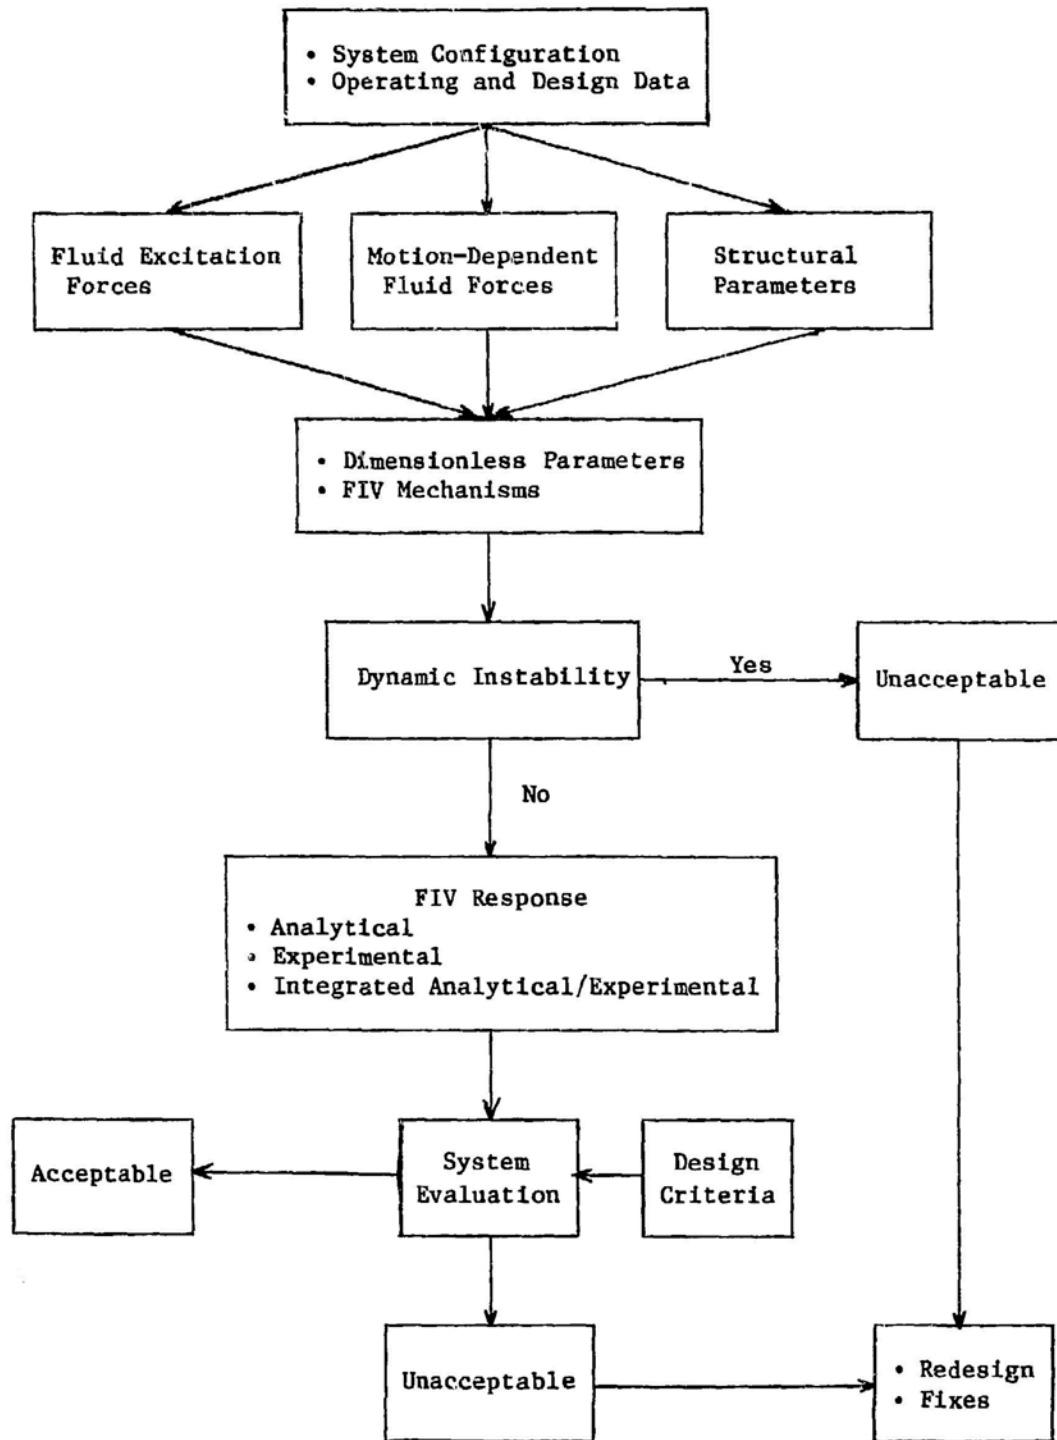 • System Configuration
• Operating and Design Data
Fluid Excitation
Forces
Motion-Dependent
Fluid Forces
Structural
Parameters
• Dimensionless Parameters
• FIV Mechanisms
Dynamic Instability
Yes
Unacceptable
No
FIV Response
• Analytical
• Experimental
• Integrated Analytical/Experimental
Acceptable
System
Evaluation
Design
Criteria
Unacceptable
• Redesign
• Fixes